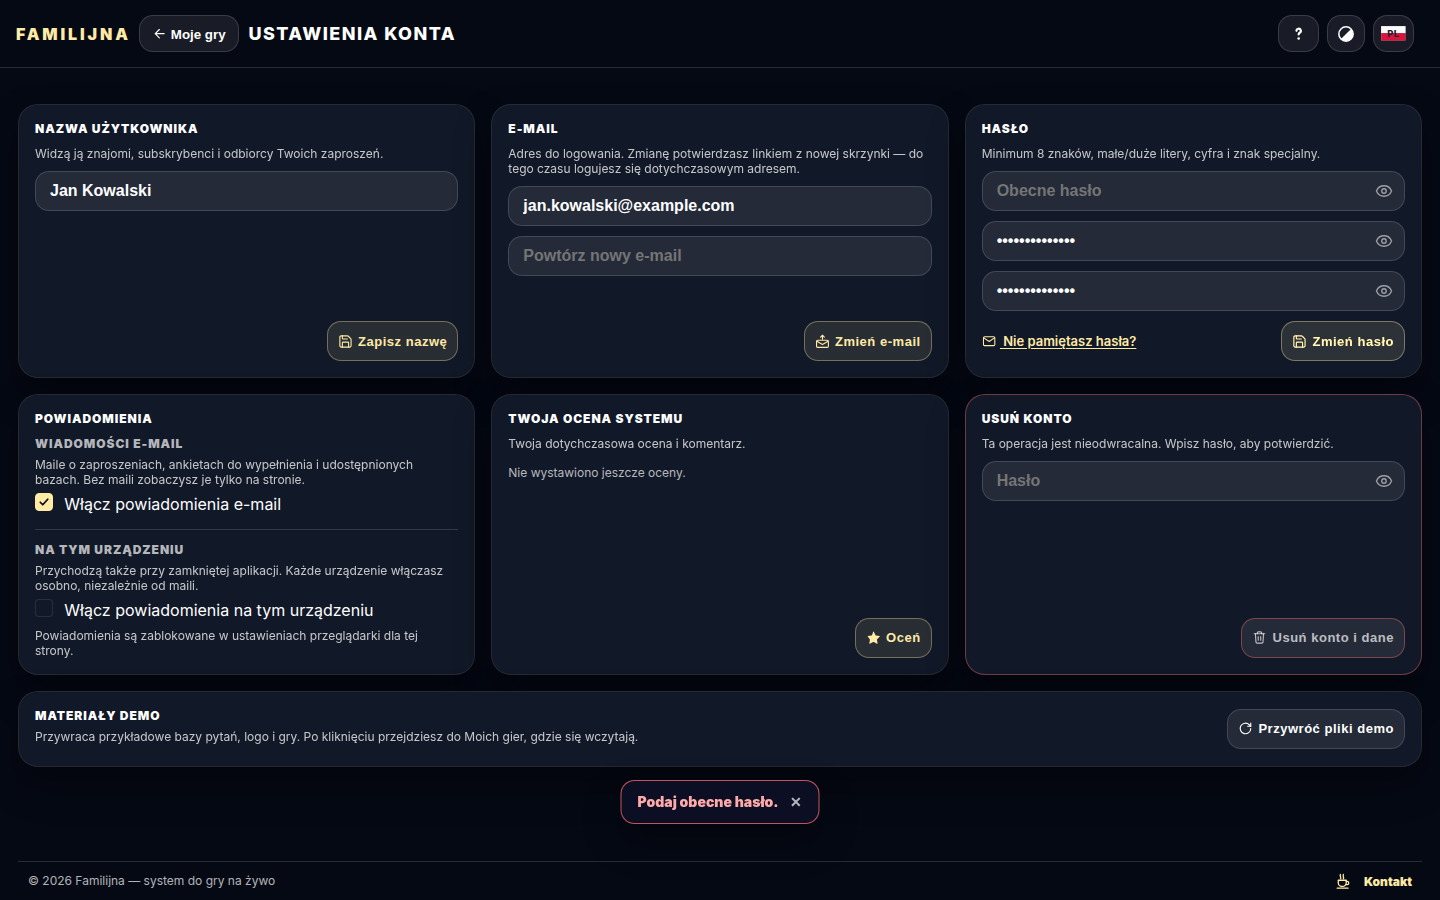 FAMILIJNA
Moje gry
USTAWIENIA KONTA
?
PL
NAZWA UŻYTKOWNIKA
Widzą ją znajomi, subskrybenci i odbiorcy Twoich zaproszeń.
Jan Kowalski
Zapisz nazwę
E-MAIL
Adres do logowania. Zmianę potwierdzasz linkiem z nowej skrzynki — do
tego czasu logujesz się dotychczasowym adresem.
jan.kowalski@example.com
Powtórz nowy e-mail
Zmień e-mail
HASŁO
Minimum 8 znaków, małe/duże litery, cyfra i znak specjalny.
Obecne hasło
••••••••••••••
••••••••••••••
Nie pamiętasz hasła?
Zmień hasło
POWIADOMIENIA
WIADOMOŚCI E-MAIL
Maile o zaproszeniach, ankietach do wypełnienia i udostępnionych
bazach. Bez maili zobaczysz je tylko na stronie.
Włącz powiadomienia e-mail
NA TYM URZĄDZENIU
Przychodzą także przy zamkniętej aplikacji. Każde urządzenie włączasz
osobno, niezależnie od maili.
Włącz powiadomienia na tym urządzeniu
Powiadomienia są zablokowane w ustawieniach przeglądarki dla tej
strony.
TWOJA OCENA SYSTEMU
Twoja dotychczasowa ocena i komentarz.
Nie wystawiono jeszcze oceny.
Oceń
USUŃ KONTO
Ta operacja jest nieodwracalna. Wpisz hasło, aby potwierdzić.
Hasło
Usuń konto i dane
MATERIAŁY DEMO
Przywraca przykładowe bazy pytań, logo i gry. Po kliknięciu przejdziesz do Moich gier, gdzie się wczytają.
Przywróć pliki demo
Podaj obecne hasło. ×
© 2026 Familijna — system do gry na żywo
Kontakt